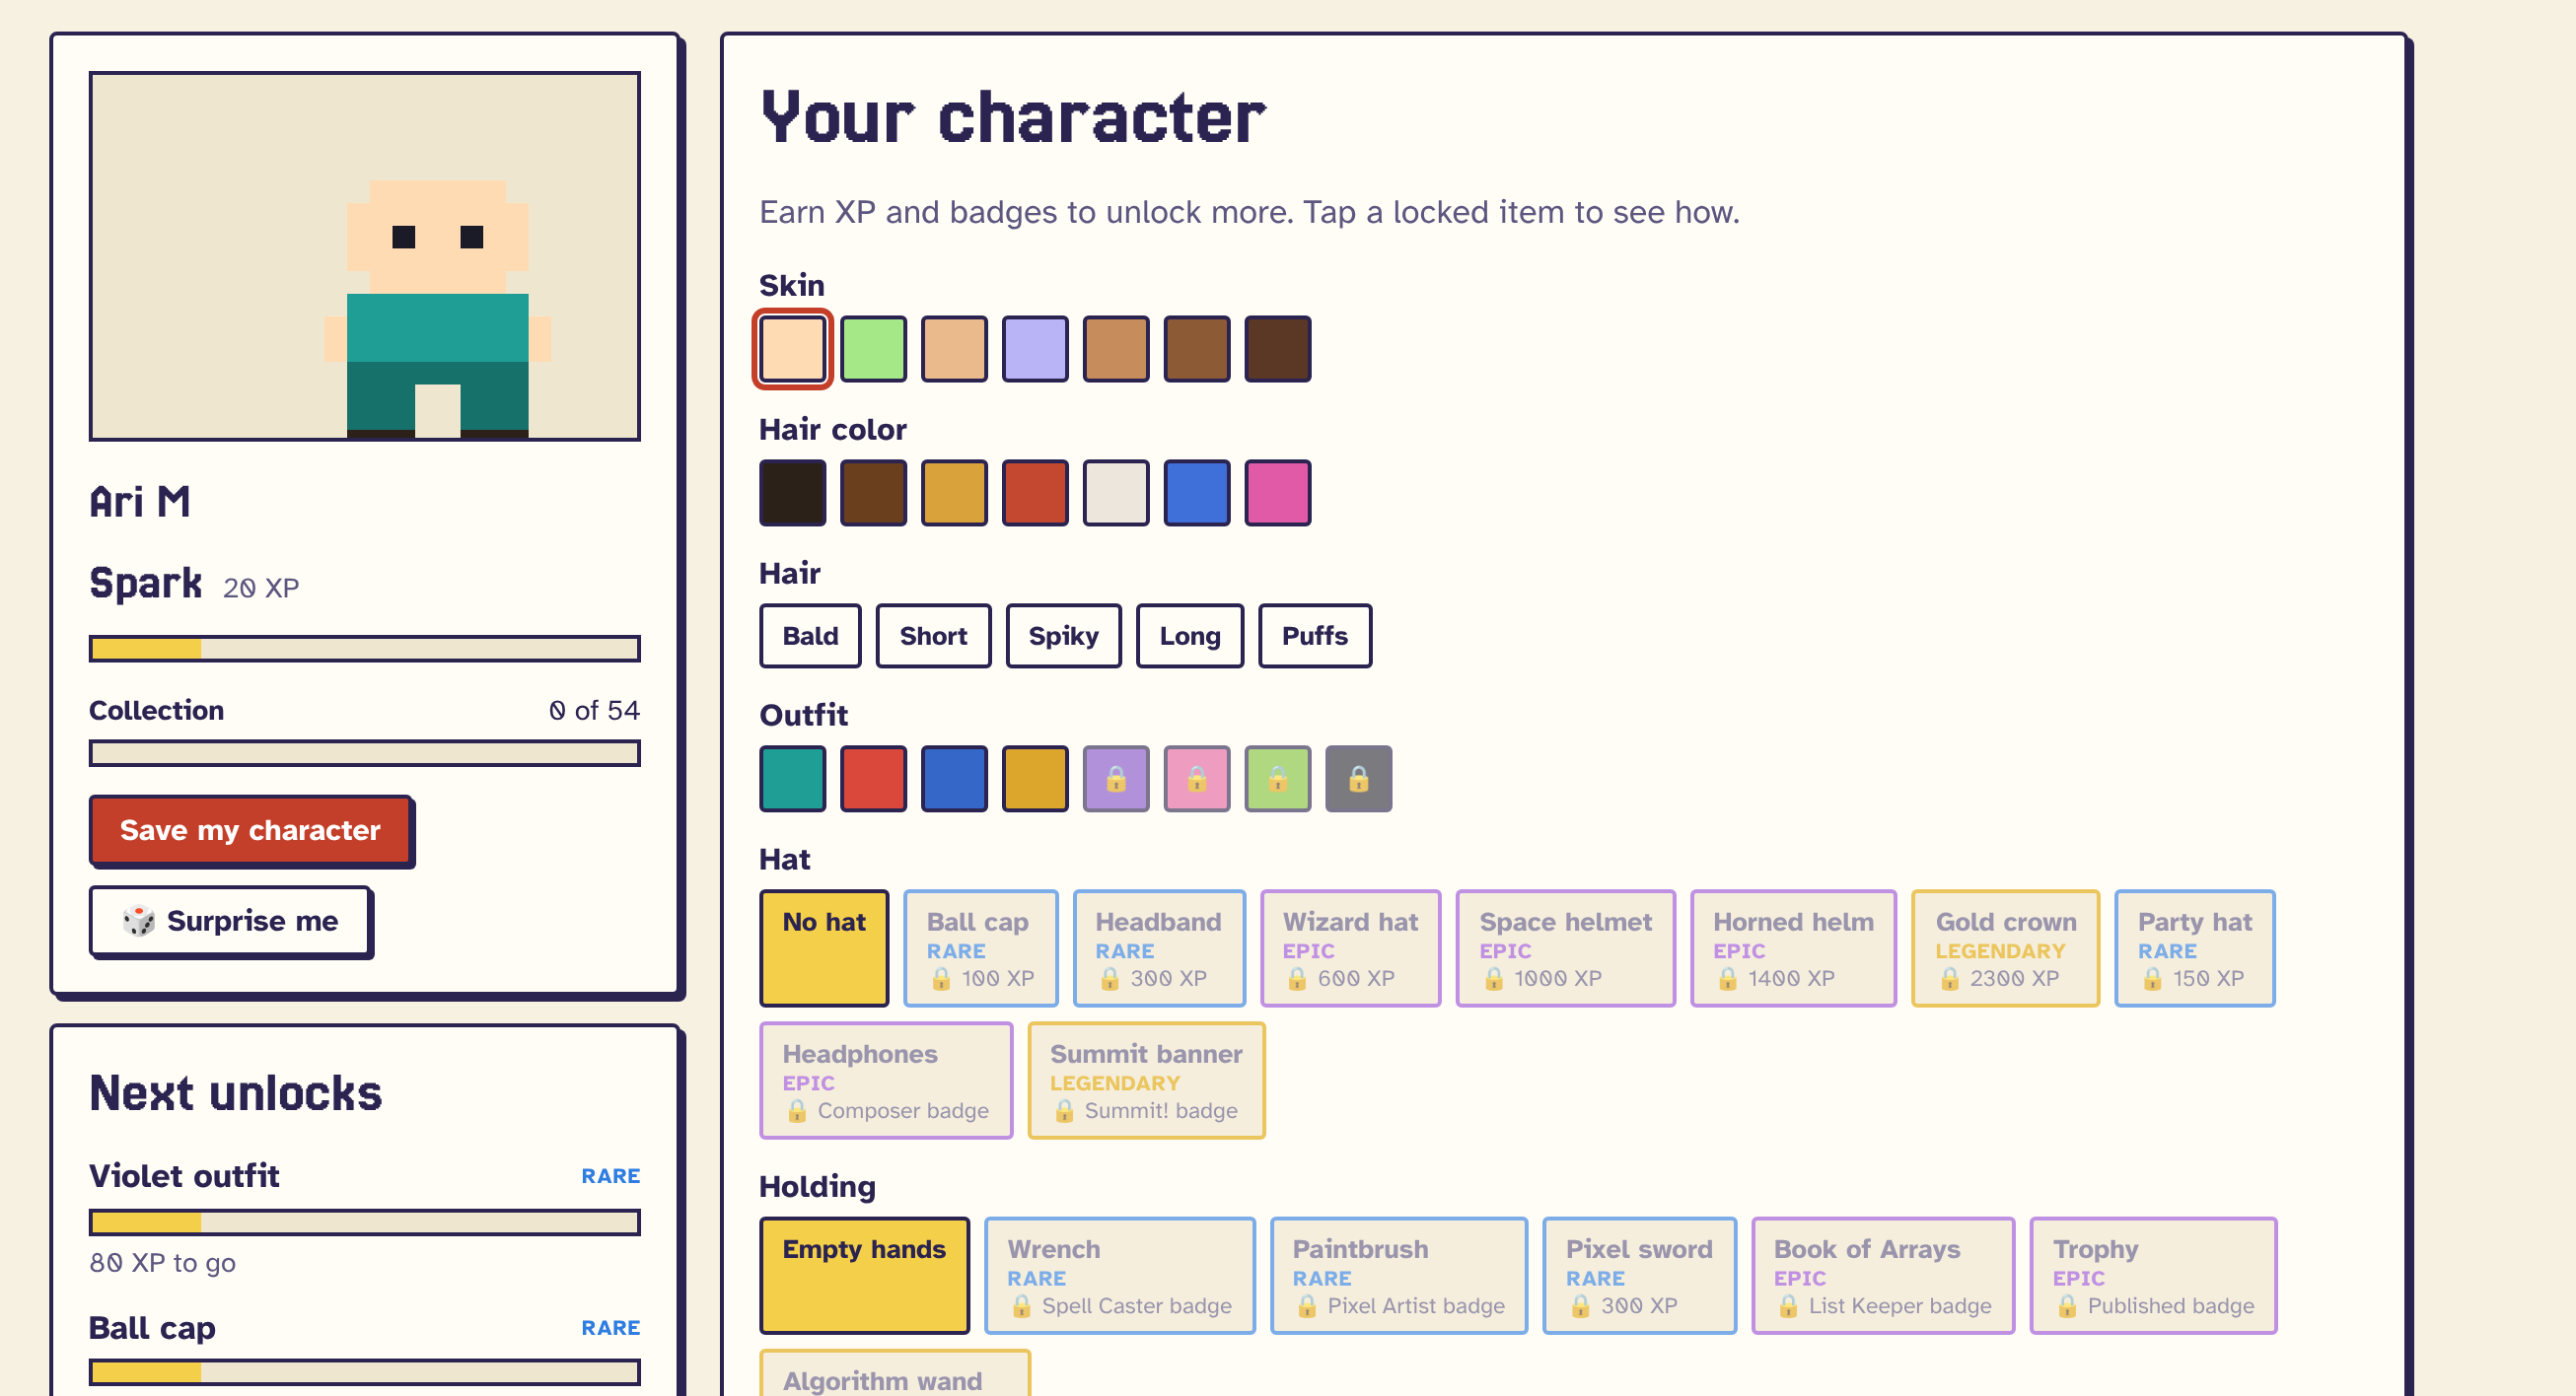 Ari M
Spark 20 XP
Collection 0 of 54
Save my character
Surprise me
Next unlocks
Violet outfit RARE
80 XP to go
Ball cap RARE
Your character
Earn XP and badges to unlock more. Tap a locked item to see how.
Skin
Hair color
Hair
Bald Short Spiky Long Puffs
Outfit
Hat
No hat Ball cap Headband Wizard hat Space helmet Horned helm Gold crown Party hat
RARE RARE EPIC EPIC EPIC LEGENDARY RARE
100 XP 300 XP 600 XP 1000 XP 1400 XP 2300 XP 150 XP
Headphones Summit banner
EPIC LEGENDARY
Composer badge Summit! badge
Holding
Empty hands Wrench Paintbrush Pixel sword Book of Arrays Trophy
RARE RARE RARE EPIC EPIC
Spell Caster badge Pixel Artist badge 300 XP List Keeper badge Published badge
Algorithm wand